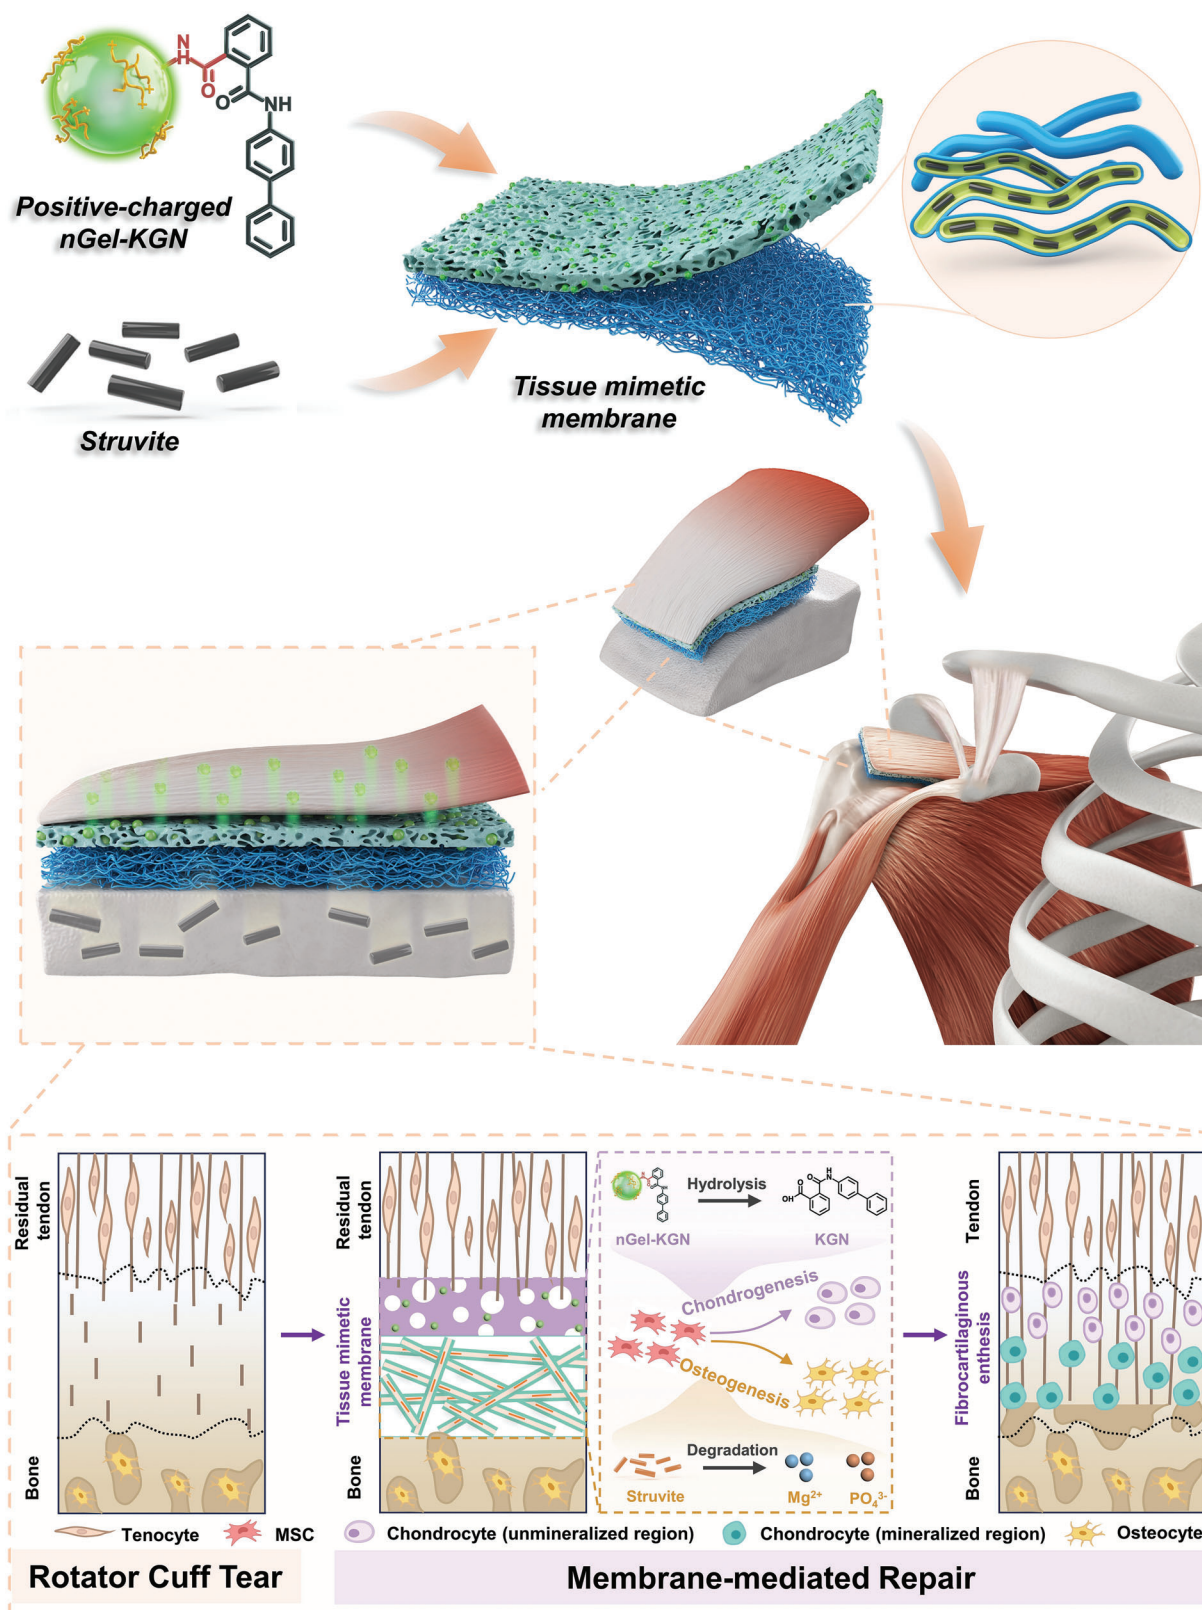 N
H
O
O
NH
Positive-charged
nGel-KGN
Struvite
Tissue mimetic
membrane
Residual
tendon
Bone
Residual
tendon
Tissue mimetic
membrane
Bone
Hydrolysis
nGel-KGN
O
OH
O
H
N
KGN
Chondrogenesis
Osteogenesis
Degradation
Struvite
Mg²⁺
PO₄³⁻
Tendon
Fibrocartilaginous
enthesis
Bone
Tenocyte
MSC
Chondrocyte (unmineralized region)
Chondrocyte (mineralized region)
Osteocyte
Rotator Cuff Tear
Membrane-mediated Repair